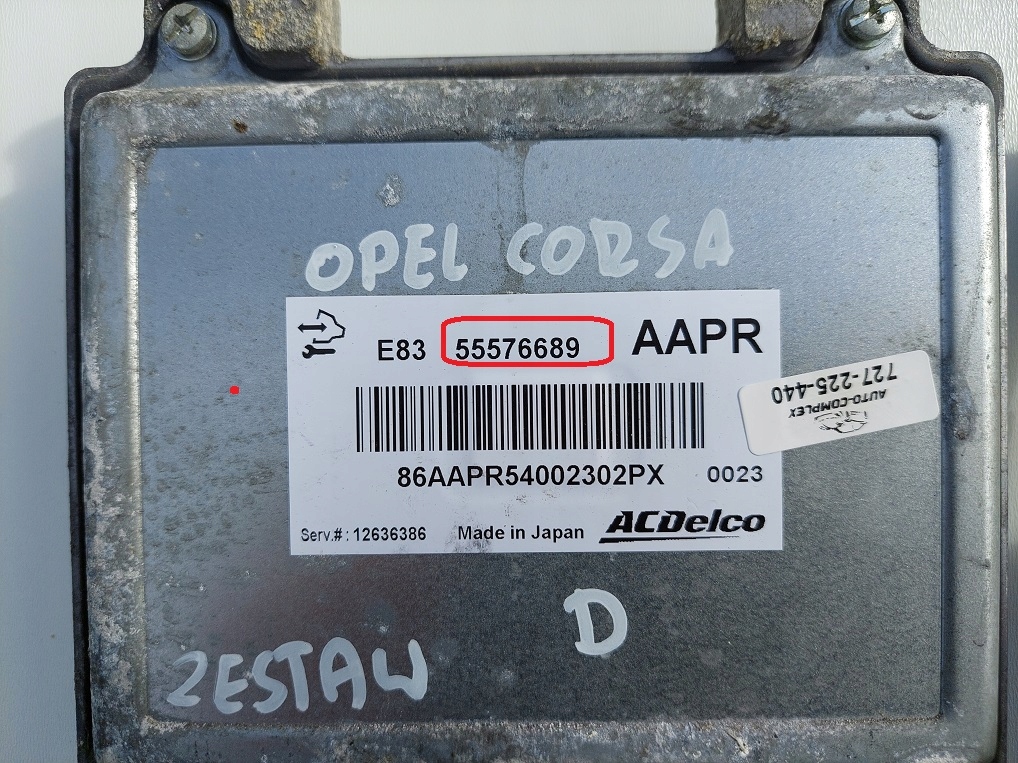 OPEL CORSA
E83 55576689 AAPR
727-225-440
AUTO-COMPLEX
86AAPR54002302PX 0023
Serv.#: 12636386 Made in Japan ACDelco
D
ZESTAW